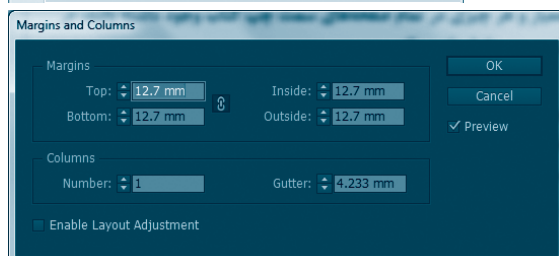 Margins and Columns
Margins
Top: 12.7 mm Inside: 12.7 mm
Bottom: 12.7 mm Outside: 12.7 mm
OK
Cancel
Preview
Columns
Number: 1 Gutter: 4.233 mm
Enable Layout Adjustment